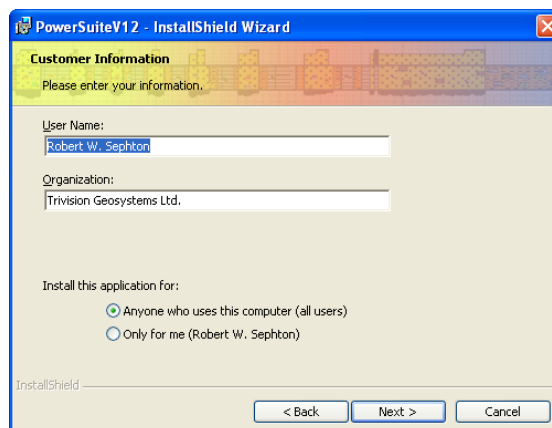 PowerSuiteV12 - InstallShield Wizard
Customer Information
Please enter your information.
User Name:
Robert W. Sephton
Organization:
Trivision Geosystems Ltd.
Install this application for:
Anyone who uses this computer (all users)
Only for me (Robert W. Sephton)
InstallShield
< Back Next > Cancel